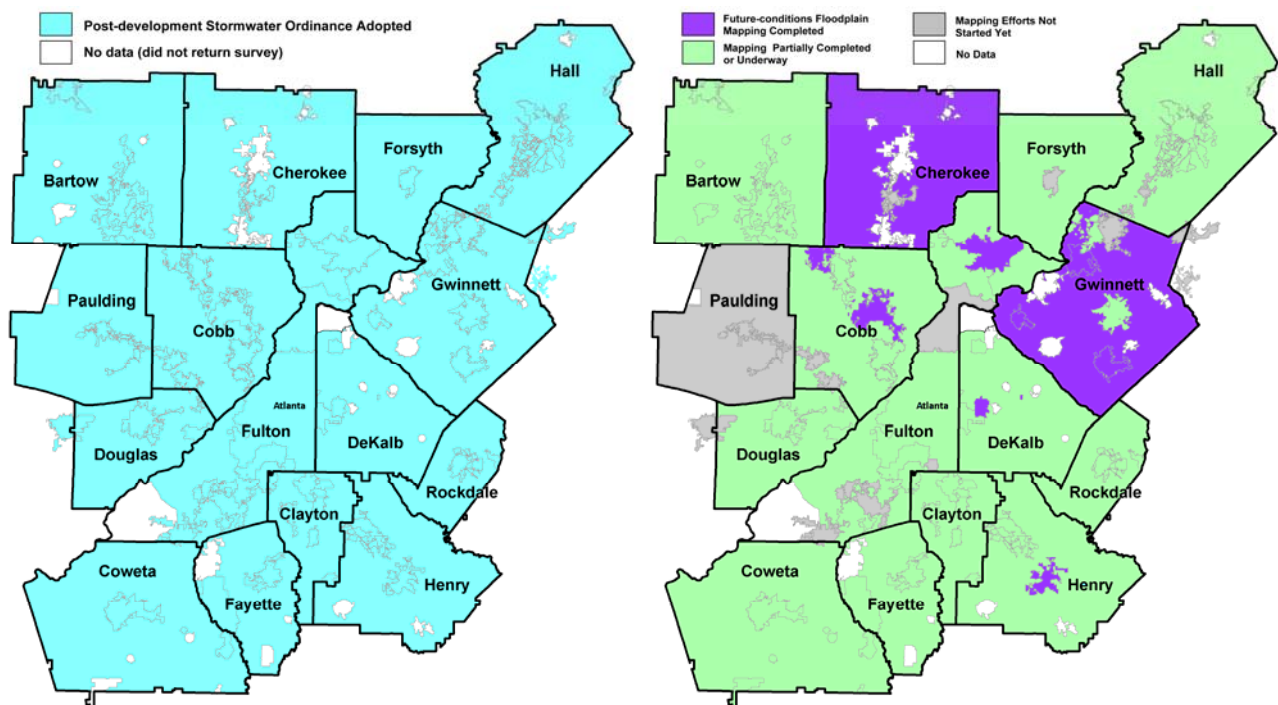 Post-development Stormwater Ordinance Adopted
No data (did not return survey)
Hall
Forsyth
Cherokee
Bartow
Gwinnett
Paulding
Cobb
Atlanta
Fulton
DeKalb
Douglas
Rockdale
Clayton
Coweta
Henry
Fayette
Future-conditions Floodplain
Mapping Completed
Mapping Partially Completed
or Underway
Mapping Efforts Not
Started Yet
No Data
Hall
Forsyth
Cherokee
Bartow
Gwinnett
Paulding
Cobb
Atlanta
Fulton
DeKalb
Douglas
Rockdale
Clayton
Coweta
Henry
Fayette